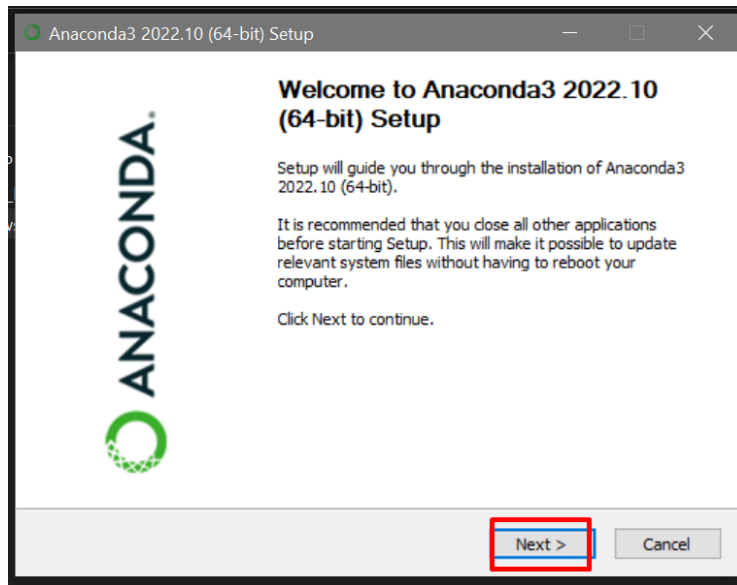 Anaconda3 2022.10 (64-bit) Setup
ANACONDA.
Welcome to Anaconda3 2022.10
(64-bit) Setup
Setup will guide you through the installation of Anaconda3
2022.10 (64-bit).
It is recommended that you close all other applications
before starting Setup. This will make it possible to update
relevant system files without having to reboot your
computer.
Click Next to continue.
Next >
Cancel